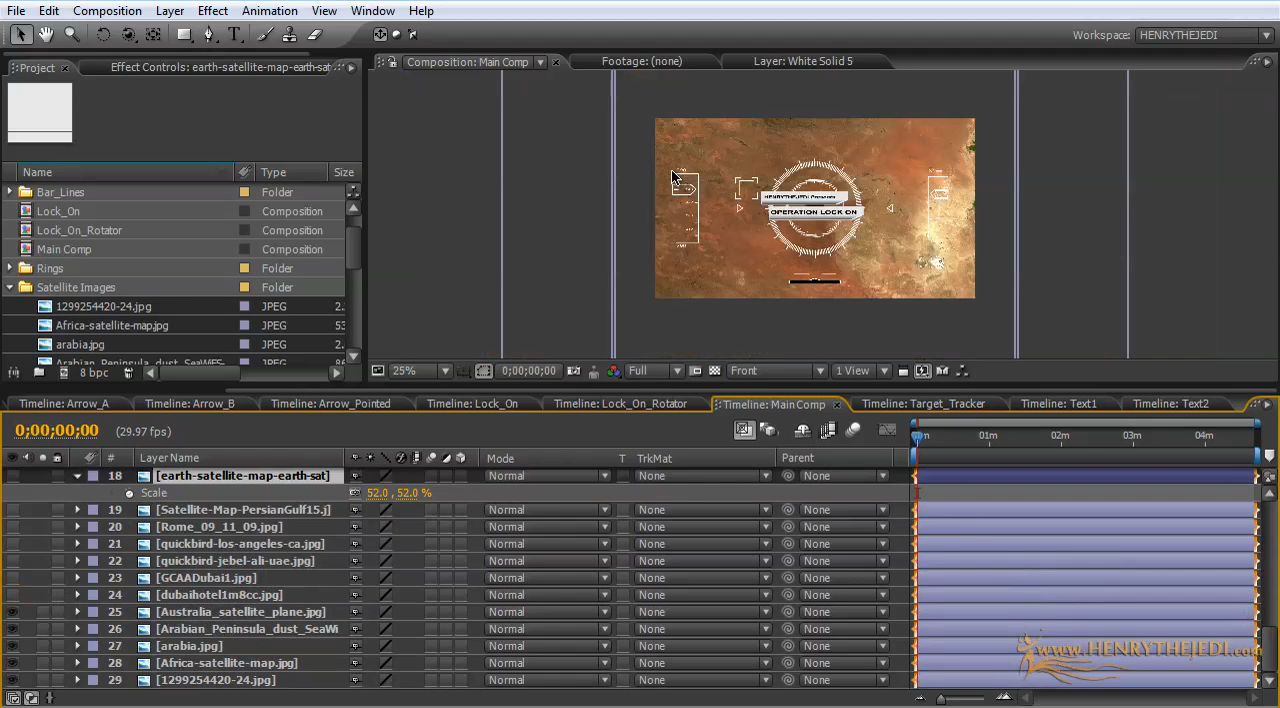 File Edit Composition Layer Effect Animation View Window Help
Workspace: HENRYTHEJEDI
Project × Effect Controls: earth-satellite-map-earth-sat
Composition: Main Comp Footage: (none) Layer: White Solid 5
Name Type Size
Bar_Lines Folder
Lock_On Composition
Lock_On_Rotator Composition
Main Comp Composition
Rings Folder
Satellite Images Folder
1299254420-24.jpg JPEG 2.
Africa-satellite-map.jpg JPEG 53
arabia.jpg JPEG 2.
8 bpc
HENRYTHEJEDI Presents
OPERATION LOCK ON
25% 0;00;00;00 Full Front 1 View
Timeline: Arrow_A Timeline: Arrow_B Timeline: Arrow_Pointed Timeline: Lock_On Timeline: Lock_On_Rotator Timeline: Main Comp × Timeline: Target_Tracker Timeline: Text1 Timeline: Text2
0;00;00;00 (29.97 fps)
01m 02m 03m 04m
# Layer Name Mode T TrkMat Parent
18 [earth-satellite-map-earth-sat] Normal None
Scale 52.0, 52.0 %
19 [Satellite-Map-PersianGulf15.j] Normal None None
20 [Rome_09_11_09.jpg] Normal None None
21 [quickbird-los-angeles-ca.jpg] Normal None None
22 [quickbird-jebel-ali-uae.jpg] Normal None None
23 [GCAADubai1.jpg] Normal None None
24 [dubaihotel1m8cc.jpg] Normal None None
25 [Australia_satellite_plane.jpg] Normal None None
26 [Arabian_Peninsula_dust_SeaWi Normal None None
27 [arabia.jpg] Normal None None
28 [Africa-satellite-map.jpg] Normal None None
29 [1299254420-24.jpg] Normal None None
www.HENRYTHEJEDI.com